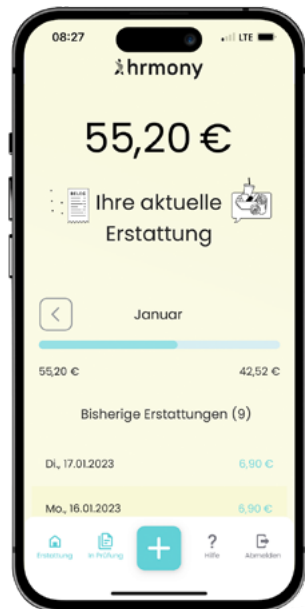 08:27
LTE
hrmony
55,20 €
BELEG
Ihre aktuelle
Erstattung
Januar
55,20 €
42,52 €
Bisherige Erstattungen (9)
Di., 17.01.2023
6,90 €
Mo., 16.01.2023
6,90 €
Erstattung
In Prüfung
Hilfe
Abmelden